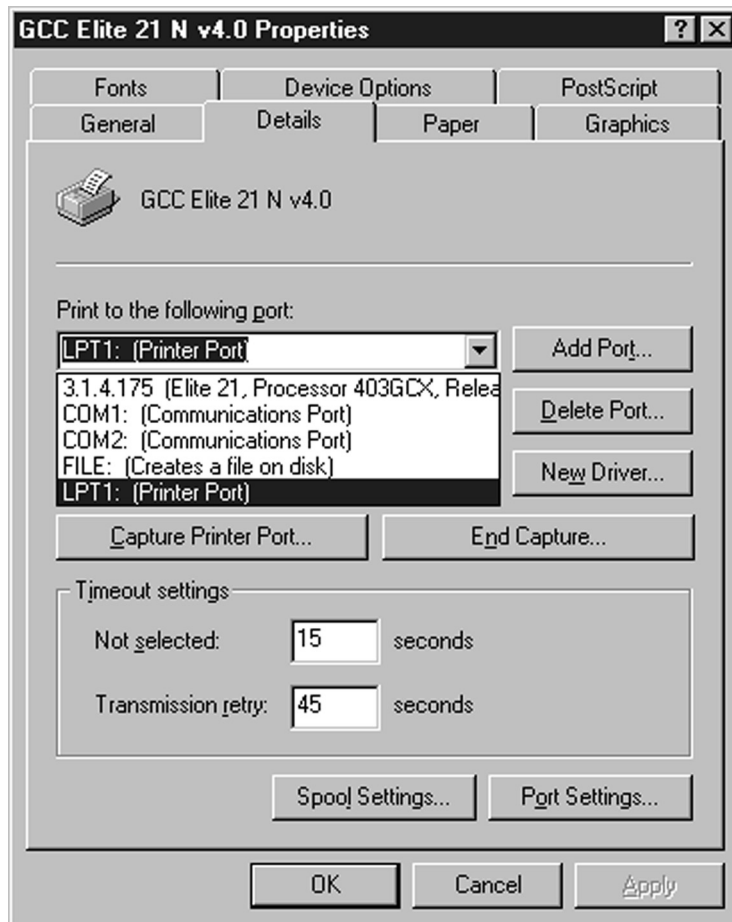 GCC Elite 21 N v4.0 Properties
Fonts Device Options PostScript
General Details Paper Graphics
GCC Elite 21 N v4.0
Print to the following port:
LPT1: (Printer Port)
Add Port...
3.1.4.175 (Elite 21, Processor 403GCX, Relea
COM1: (Communications Port)
COM2: (Communications Port)
FILE: (Creates a file on disk)
LPT1: (Printer Port)
Delete Port...
New Driver...
Capture Printer Port... End Capture...
Timeout settings
Not selected: 15 seconds
Transmission retry: 45 seconds
Spool Settings... Port Settings...
OK Cancel Apply